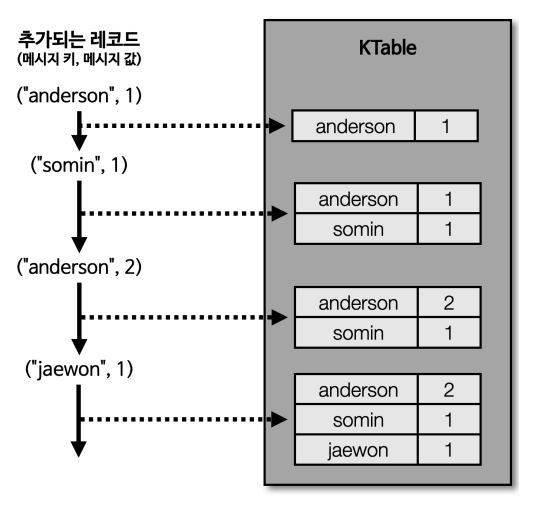 추가되는 레코드
(메시지 키, 메시지 값)
KTable
("anderson", 1)
anderson 1
("somin", 1)
anderson 1
somin 1
("anderson", 2)
anderson 2
somin 1
("jaewon", 1)
anderson 2
somin 1
jaewon 1